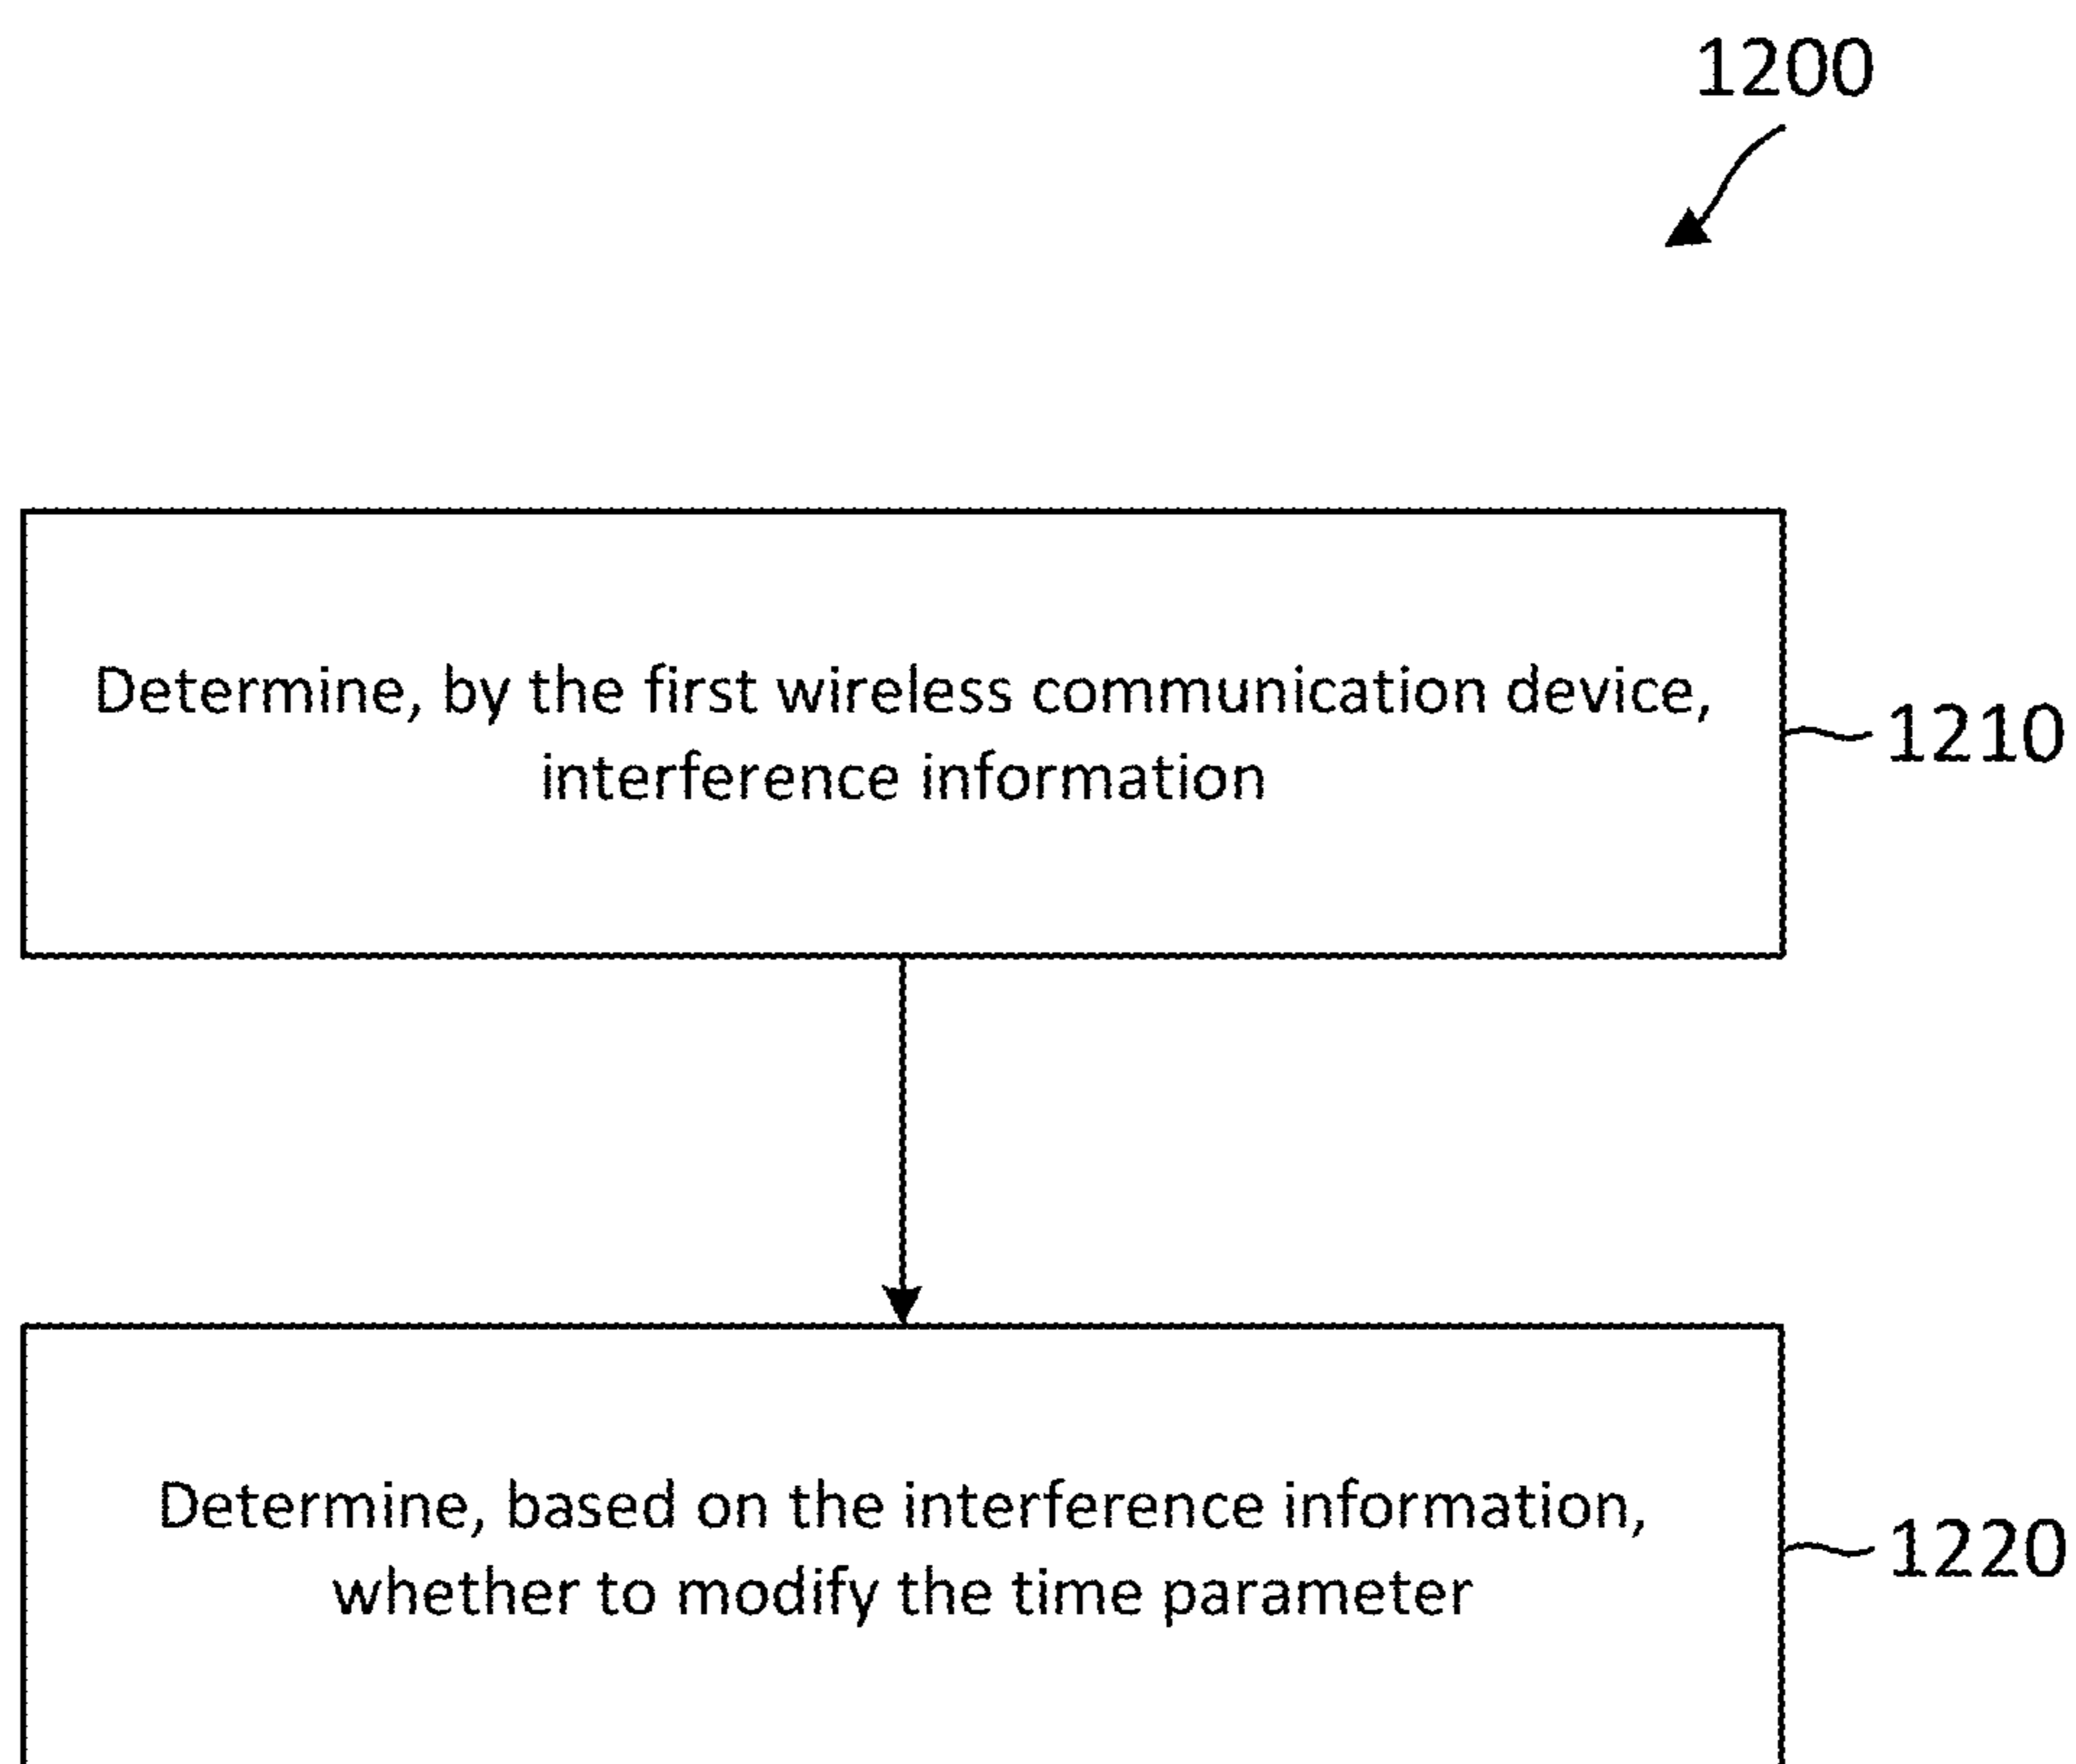 1200
Determine, by the first wireless communication device,
interference information
1210
Determine, based on the interference information,
whether to modify the time parameter
1220